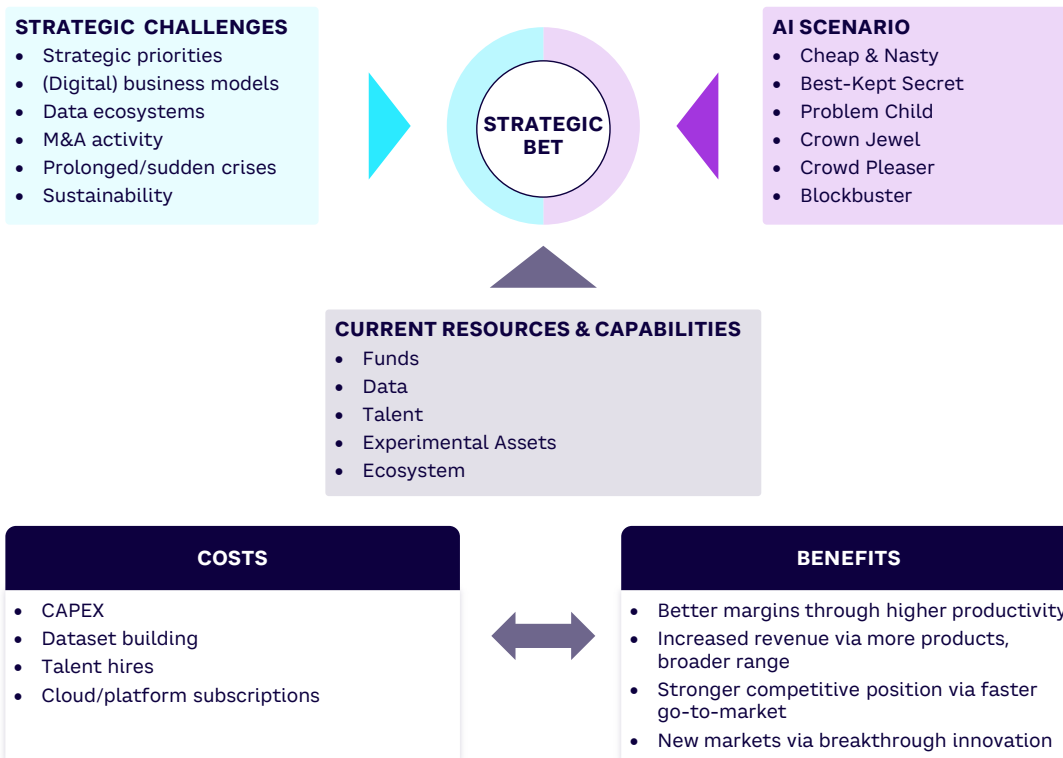 STRATEGIC CHALLENGES
• Strategic priorities
• (Digital) business models
• Data ecosystems
• M&A activity
• Prolonged/sudden crises
• Sustainability
STRATEGIC
BET
AI SCENARIO
• Cheap & Nasty
• Best-Kept Secret
• Problem Child
• Crown Jewel
• Crowd Pleaser
• Blockbuster
CURRENT RESOURCES & CAPABILITIES
• Funds
• Data
• Talent
• Experimental Assets
• Ecosystem
COSTS
• CAPEX
• Dataset building
• Talent hires
• Cloud/platform subscriptions
BENEFITS
• Better margins through higher productivity
• Increased revenue via more products,
broader range
• Stronger competitive position via faster
go-to-market
• New markets via breakthrough innovation